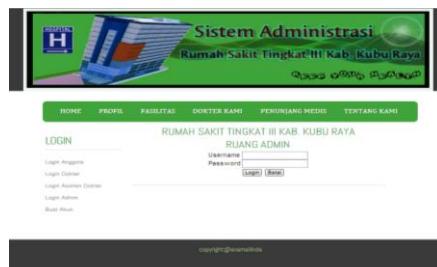 HOSPITAL
H
Sistem Administrasi
Rumah Sakit Tingkat III Kab. Kubu Raya
HOME PROFIL FASILITAS DOKTER KAMI PENUNJANG MEDIS TENTANG KAMI
LOGIN
Login Anggota
Login Dokter
Login Asisten Dokter
Login Admin
Buat Akun
RUMAH SAKIT TINGKAT III KAB. KUBU RAYA
RUANG ADMIN
Username
Password
Login Batal